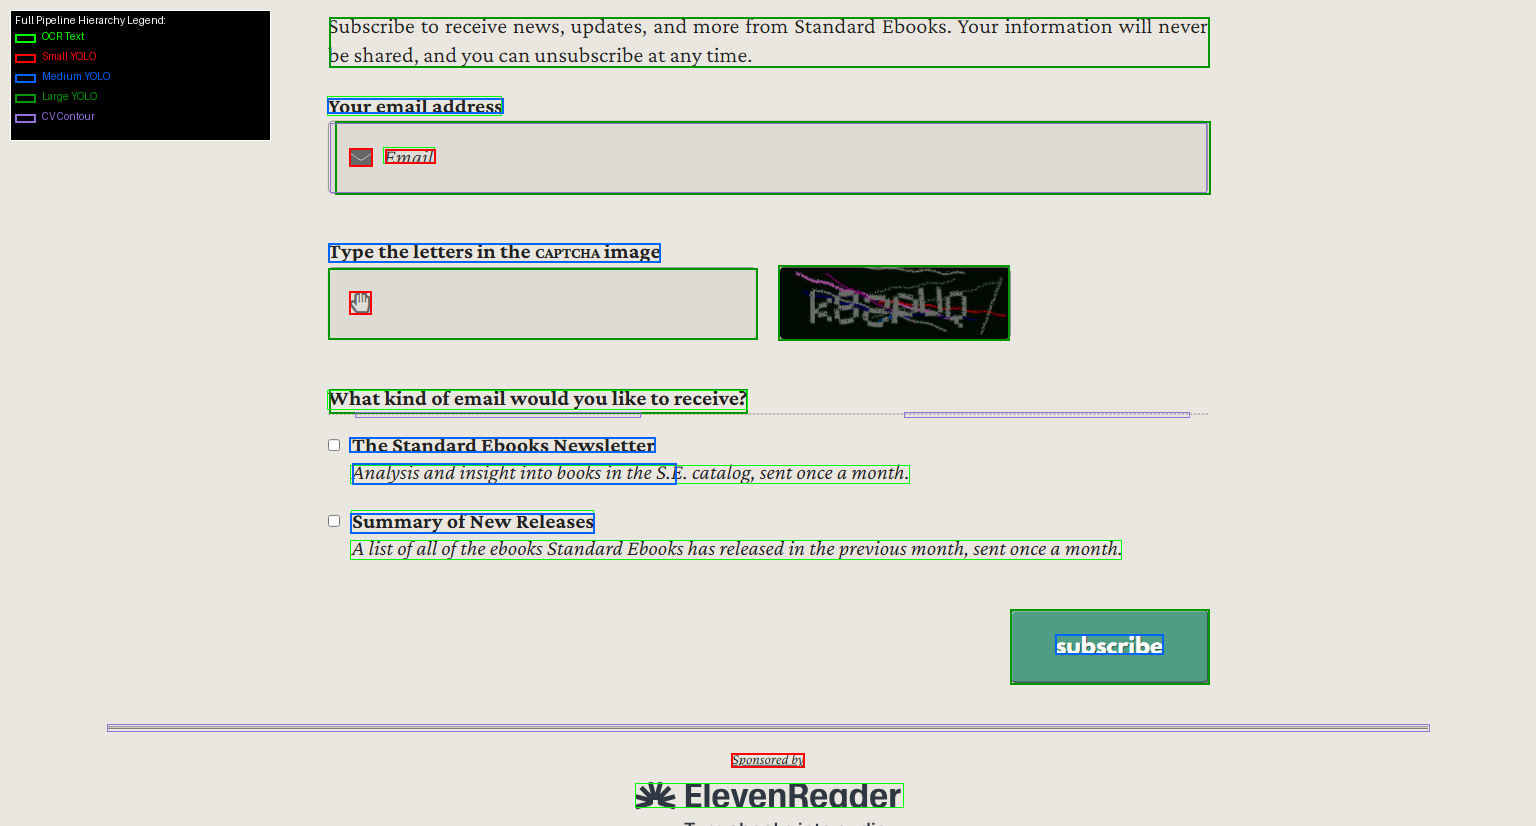 Full Pipeline Hierarchy Legend:
OCR Text
Small YOLO
Medium YOLO
Large YOLO
CV Contour
Subscribe to receive news, updates, and more from Standard Ebooks. Your information will never
be shared, and you can unsubscribe at any time.
Your email address
Email
Type the letters in the CAPTCHA image
What kind of email would you like to receive?
The Standard Ebooks Newsletter
Analysis and insight into books in the S.E. catalog, sent once a month.
Summary of New Releases
A list of all of the ebooks Standard Ebooks has released in the previous month, sent once a month.
subscribe
Sponsored by
ElevenReader